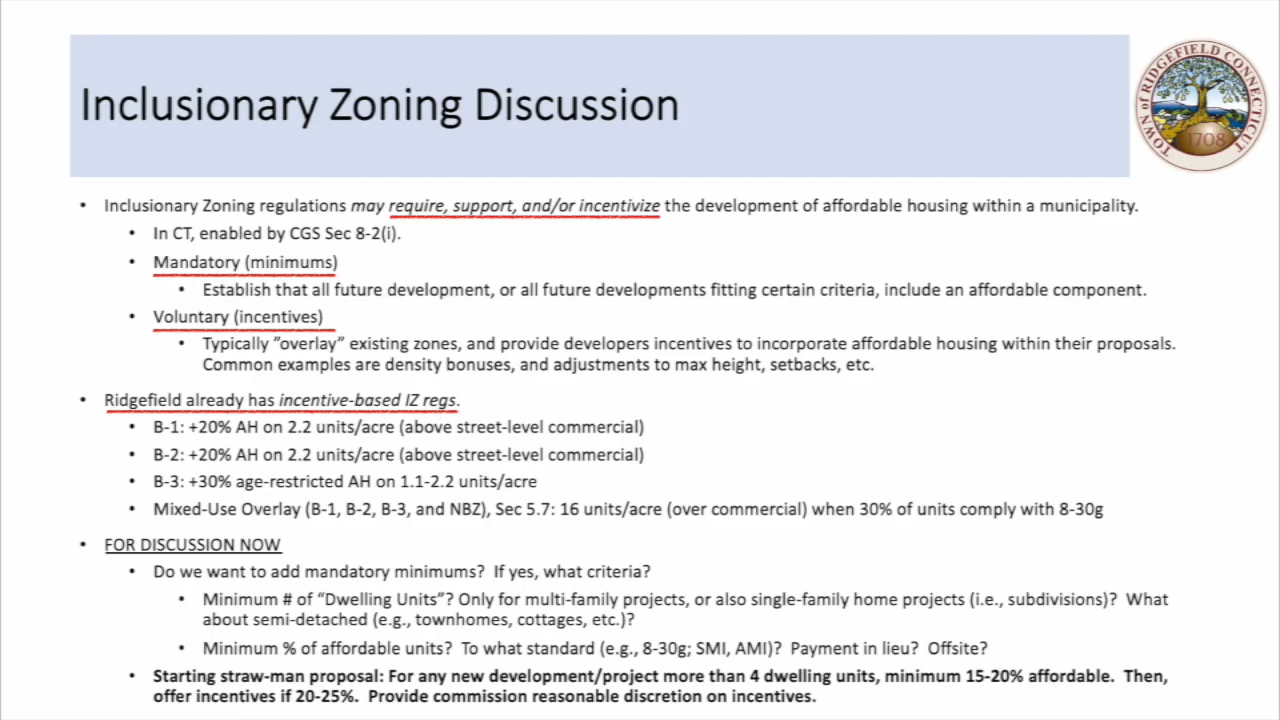 Inclusionary Zoning Discussion
TOWN of RIDGEFIELD CONNECTICUT
1708
• Inclusionary Zoning regulations may require, support, and/or incentivize the development of affordable housing within a municipality.
• In CT, enabled by CGS Sec 8-2(i).
• Mandatory (minimums)
• Establish that all future development, or all future developments fitting certain criteria, include an affordable component.
• Voluntary (incentives)
• Typically ”overlay” existing zones, and provide developers incentives to incorporate affordable housing within their proposals.
Common examples are density bonuses, and adjustments to max height, setbacks, etc.
• Ridgefield already has incentive-based IZ regs.
• B-1: +20% AH on 2.2 units/acre (above street-level commercial)
• B-2: +20% AH on 2.2 units/acre (above street-level commercial)
• B-3: +30% age-restricted AH on 1.1-2.2 units/acre
• Mixed-Use Overlay (B-1, B-2, B-3, and NBZ), Sec 5.7: 16 units/acre (over commercial) when 30% of units comply with 8-30g
• FOR DISCUSSION NOW
• Do we want to add mandatory minimums? If yes, what criteria?
• Minimum # of “Dwelling Units”? Only for multi-family projects, or also single-family home projects (i.e., subdivisions)? What
about semi-detached (e.g., townhomes, cottages, etc.)?
• Minimum % of affordable units? To what standard (e.g., 8-30g; SMI, AMI)? Payment in lieu? Offsite?
• Starting straw-man proposal: For any new development/project more than 4 dwelling units, minimum 15-20% affordable. Then,
offer incentives if 20-25%. Provide commission reasonable discretion on incentives.